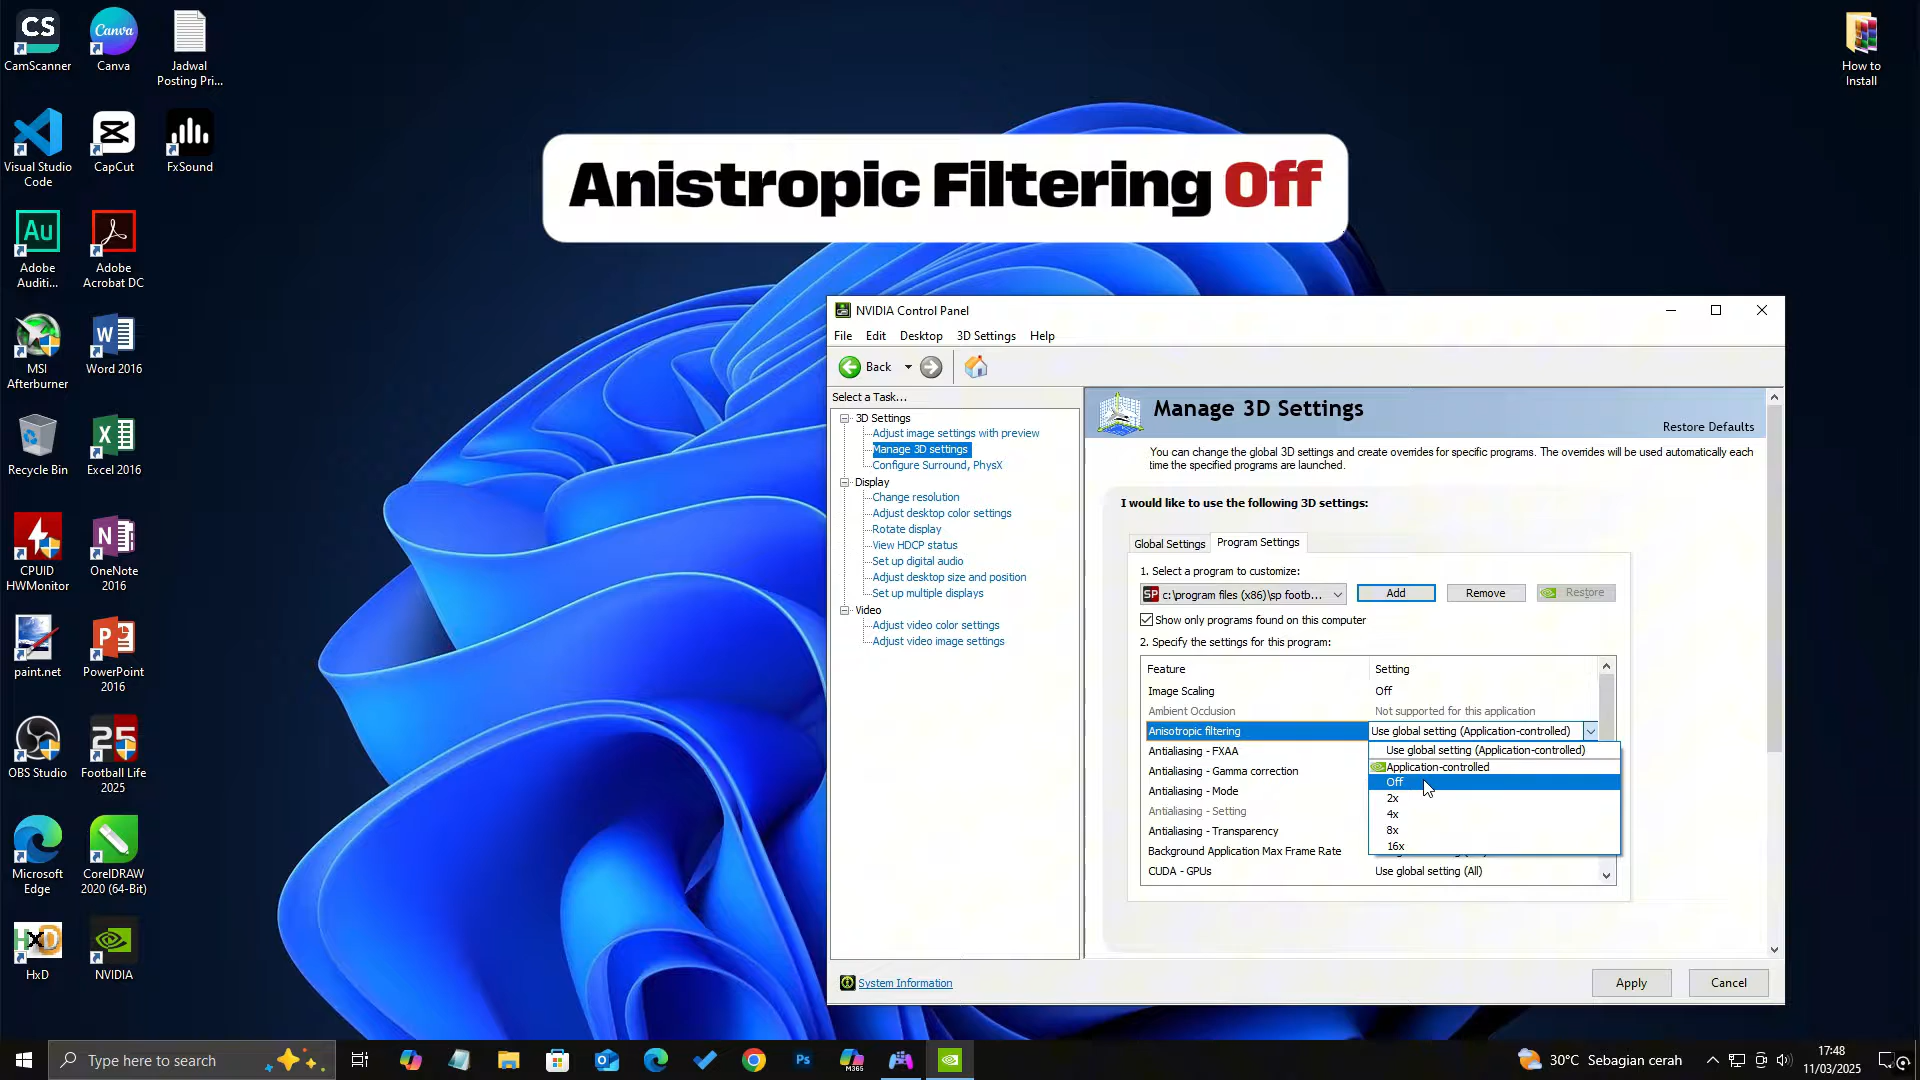 CS
CamScanner
Canva
Canva
Jadwal
Posting Pri...
How to
Install
Visual Studio
Code
CapCut
FxSound
Anistropic Filtering Off
Au
Adobe
Auditi...
Adobe
Acrobat DC
MSI
Afterburner
Word 2016
Recycle Bin
Excel 2016
CPUID
HWMonitor
OneNote
2016
paint.net
PowerPoint
2016
OBS Studio
25
Football Life
2025
Microsoft
Edge
CorelDRAW
2020 (64-Bit)
HxD
HxD
NVIDIA
NVIDIA Control Panel
File Edit Desktop 3D Settings Help
Back
Select a Task...
3D Settings
Adjust image settings with preview
Manage 3D settings
Configure Surround, PhysX
Display
Change resolution
Adjust desktop color settings
Rotate display
View HDCP status
Set up digital audio
Adjust desktop size and position
Set up multiple displays
Video
Adjust video color settings
Adjust video image settings
Manage 3D Settings
Restore Defaults
You can change the global 3D settings and create overrides for specific programs. The overrides will be used automatically each
time the specified programs are launched.
I would like to use the following 3D settings:
Global Settings Program Settings
1. Select a program to customize:
SP c:\program files (x86)\sp footb... Add Remove Restore
Show only programs found on this computer
2. Specify the settings for this program:
Feature Setting
Image Scaling Off
Ambient Occlusion Not supported for this application
Anisotropic filtering Use global setting (Application-controlled)
Antialiasing - FXAA
Antialiasing - Gamma correction
Antialiasing - Mode
Antialiasing - Setting
Antialiasing - Transparency
Background Application Max Frame Rate
CUDA - GPUs Use global setting (All)
Use global setting (Application-controlled)
Application-controlled
Off
2x
4x
8x
16x
System Information
Apply Cancel
Type here to search
Ps
M365
30°C Sebagian cerah
17:48
11/03/2025